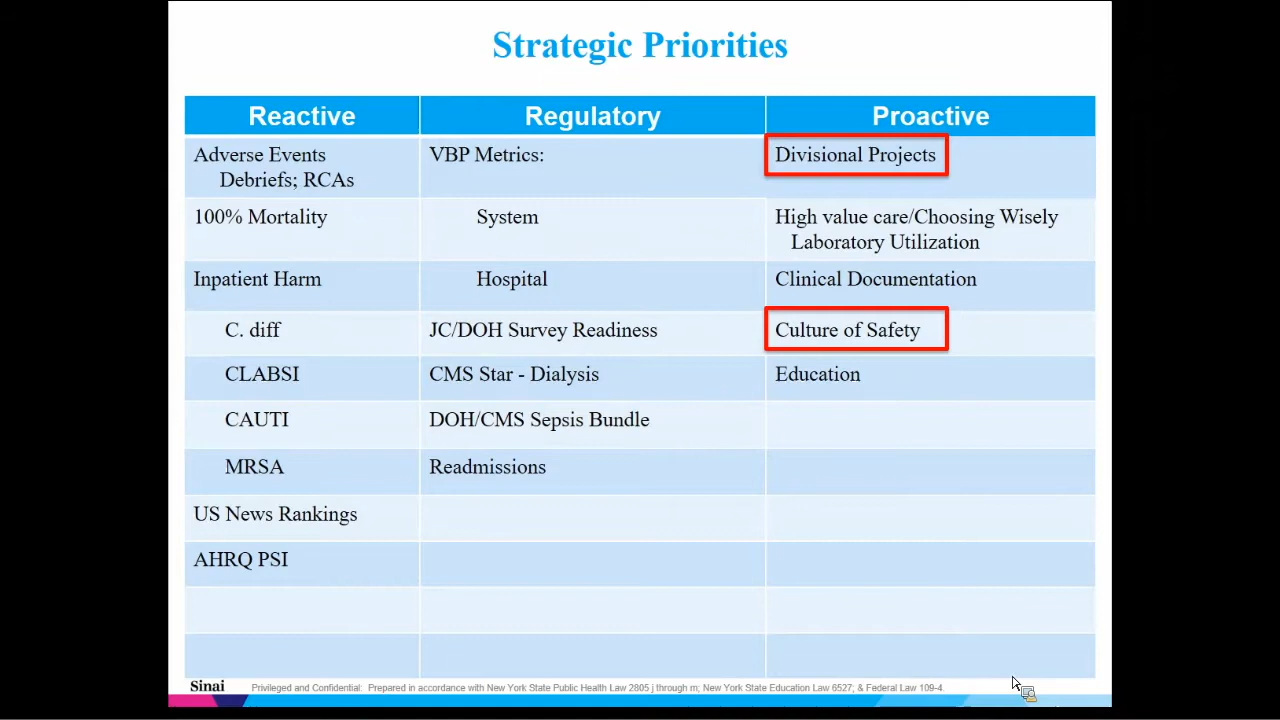 Strategic Priorities
Reactive Regulatory Proactive
Adverse Events
Debriefs; RCAs
VBP Metrics:
Divisional Projects
100% Mortality
System
High value care/Choosing Wisely
Laboratory Utilization
Inpatient Harm
Hospital
Clinical Documentation
C. diff
JC/DOH Survey Readiness
Culture of Safety
CLABSI
CMS Star - Dialysis
Education
CAUTI
DOH/CMS Sepsis Bundle
MRSA
Readmissions
US News Rankings
AHRQ PSI
Sinai
Privileged and Confidential: Prepared in accordance with New York State Public Health Law 2805 j through m; New York State Education Law 6527; & Federal Law 109-4.